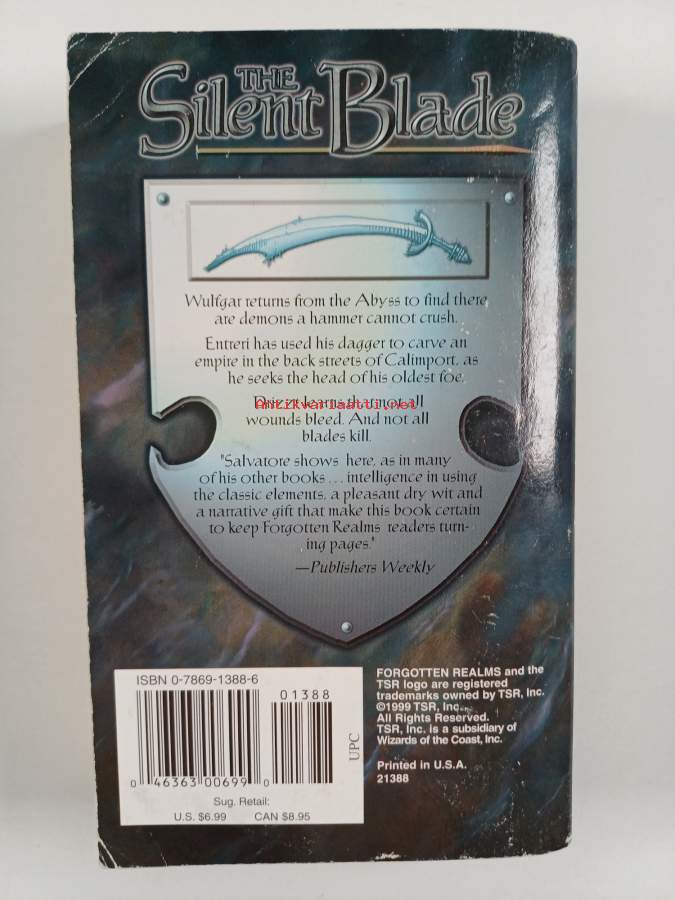 THE
Silent Blade
Wulfgar returns from the Abyss to find there
are demons a hammer cannot crush.
Entreri has used his dagger to carve an
empire in the back streets of Calimport, as
he seeks the head of his oldest foe.
Drizzt learns that not all
antikvariaatti.net
wounds bleed. And not all
blades kill.
"Salvatore shows here, as in many
of his other books . . . intelligence in using
the classic elements, a pleasant dry wit and
a narrative gift that make this book certain
to keep Forgotten Realms readers turn-
ing pages."
—Publishers Weekly
ISBN 0-7869-1388-6
01388
0 46363 00699 0
UPC
Sug. Retail:
U.S. $6.99 CAN $8.95
FORGOTTEN REALMS and the
TSR logo are registered
trademarks owned by TSR, Inc.
©1999 TSR, Inc.
All Rights Reserved.
TSR, Inc. is a subsidiary of
Wizards of the Coast, Inc.
Printed in U.S.A.
21388